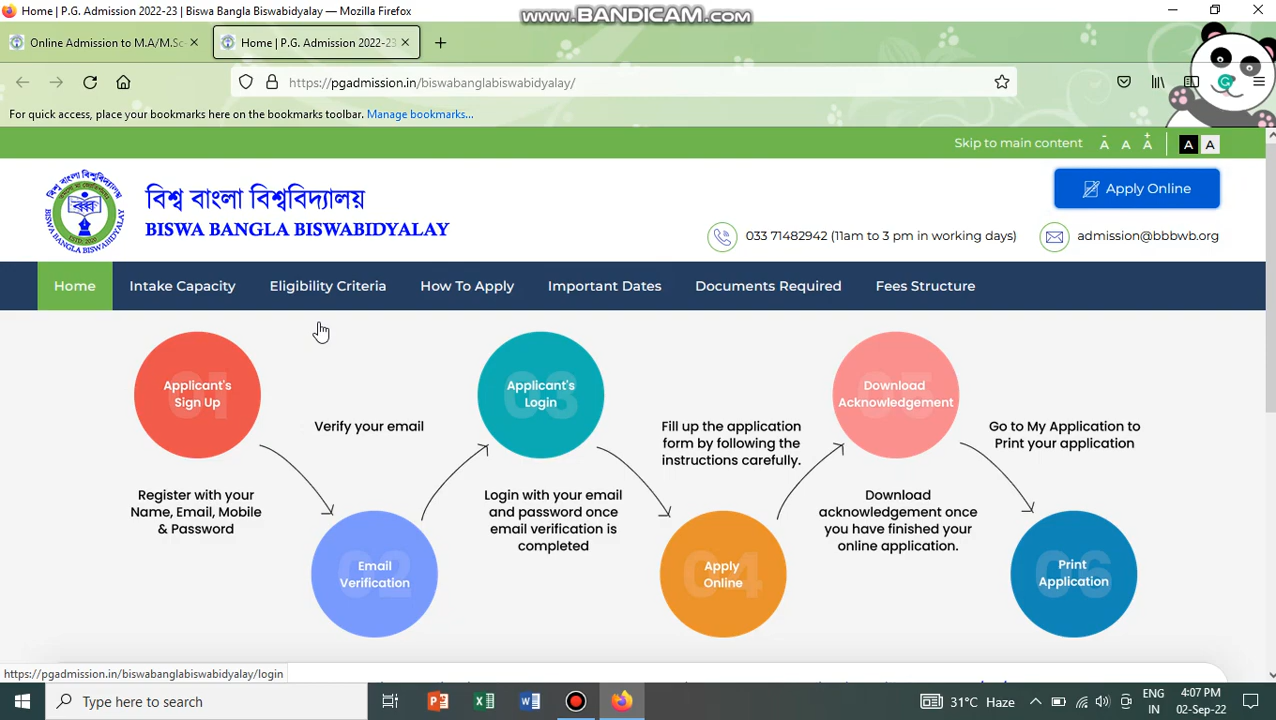 Home | P.G. Admission 2022-23 | Biswa Bangla Biswabidyalay — Mozilla Firefox
www.BANDICAM.com
Online Admission to M.A/M.Sc
Home | P.G. Admission 2022-23
https://pgadmission.in/biswabanglabiswabidyalay/
For quick access, place your bookmarks here on the bookmarks toolbar. Manage bookmarks...
Skip to main content A- A A+ A A
বিশ্ব বাংলা বিশ্ববিদ্যালয়
BISWA BANGLA BISWABIDYALAY
Apply Online
033 71482942 (11am to 3 pm in working days)
admission@bbbwb.org
Home Intake Capacity Eligibility Criteria How To Apply Important Dates Documents Required Fees Structure
01
Applicant's
Sign Up
Register with your
Name, Email, Mobile
& Password
Verify your email
02
Email
Verification
03
Applicant's
Login
Login with your email
and password once
email verification is
completed
Fill up the application
form by following the
instructions carefully.
04
Apply
Online
05
Download
Acknowledgement
Download
acknowledgement once
you have finished your
online application.
Go to My Application to
Print your application
06
Print
Application
https://pgadmission.in/biswabanglabiswabidyalay/login
Type here to search
31°C Haze
ENG
IN
4:07 PM
02-Sep-22